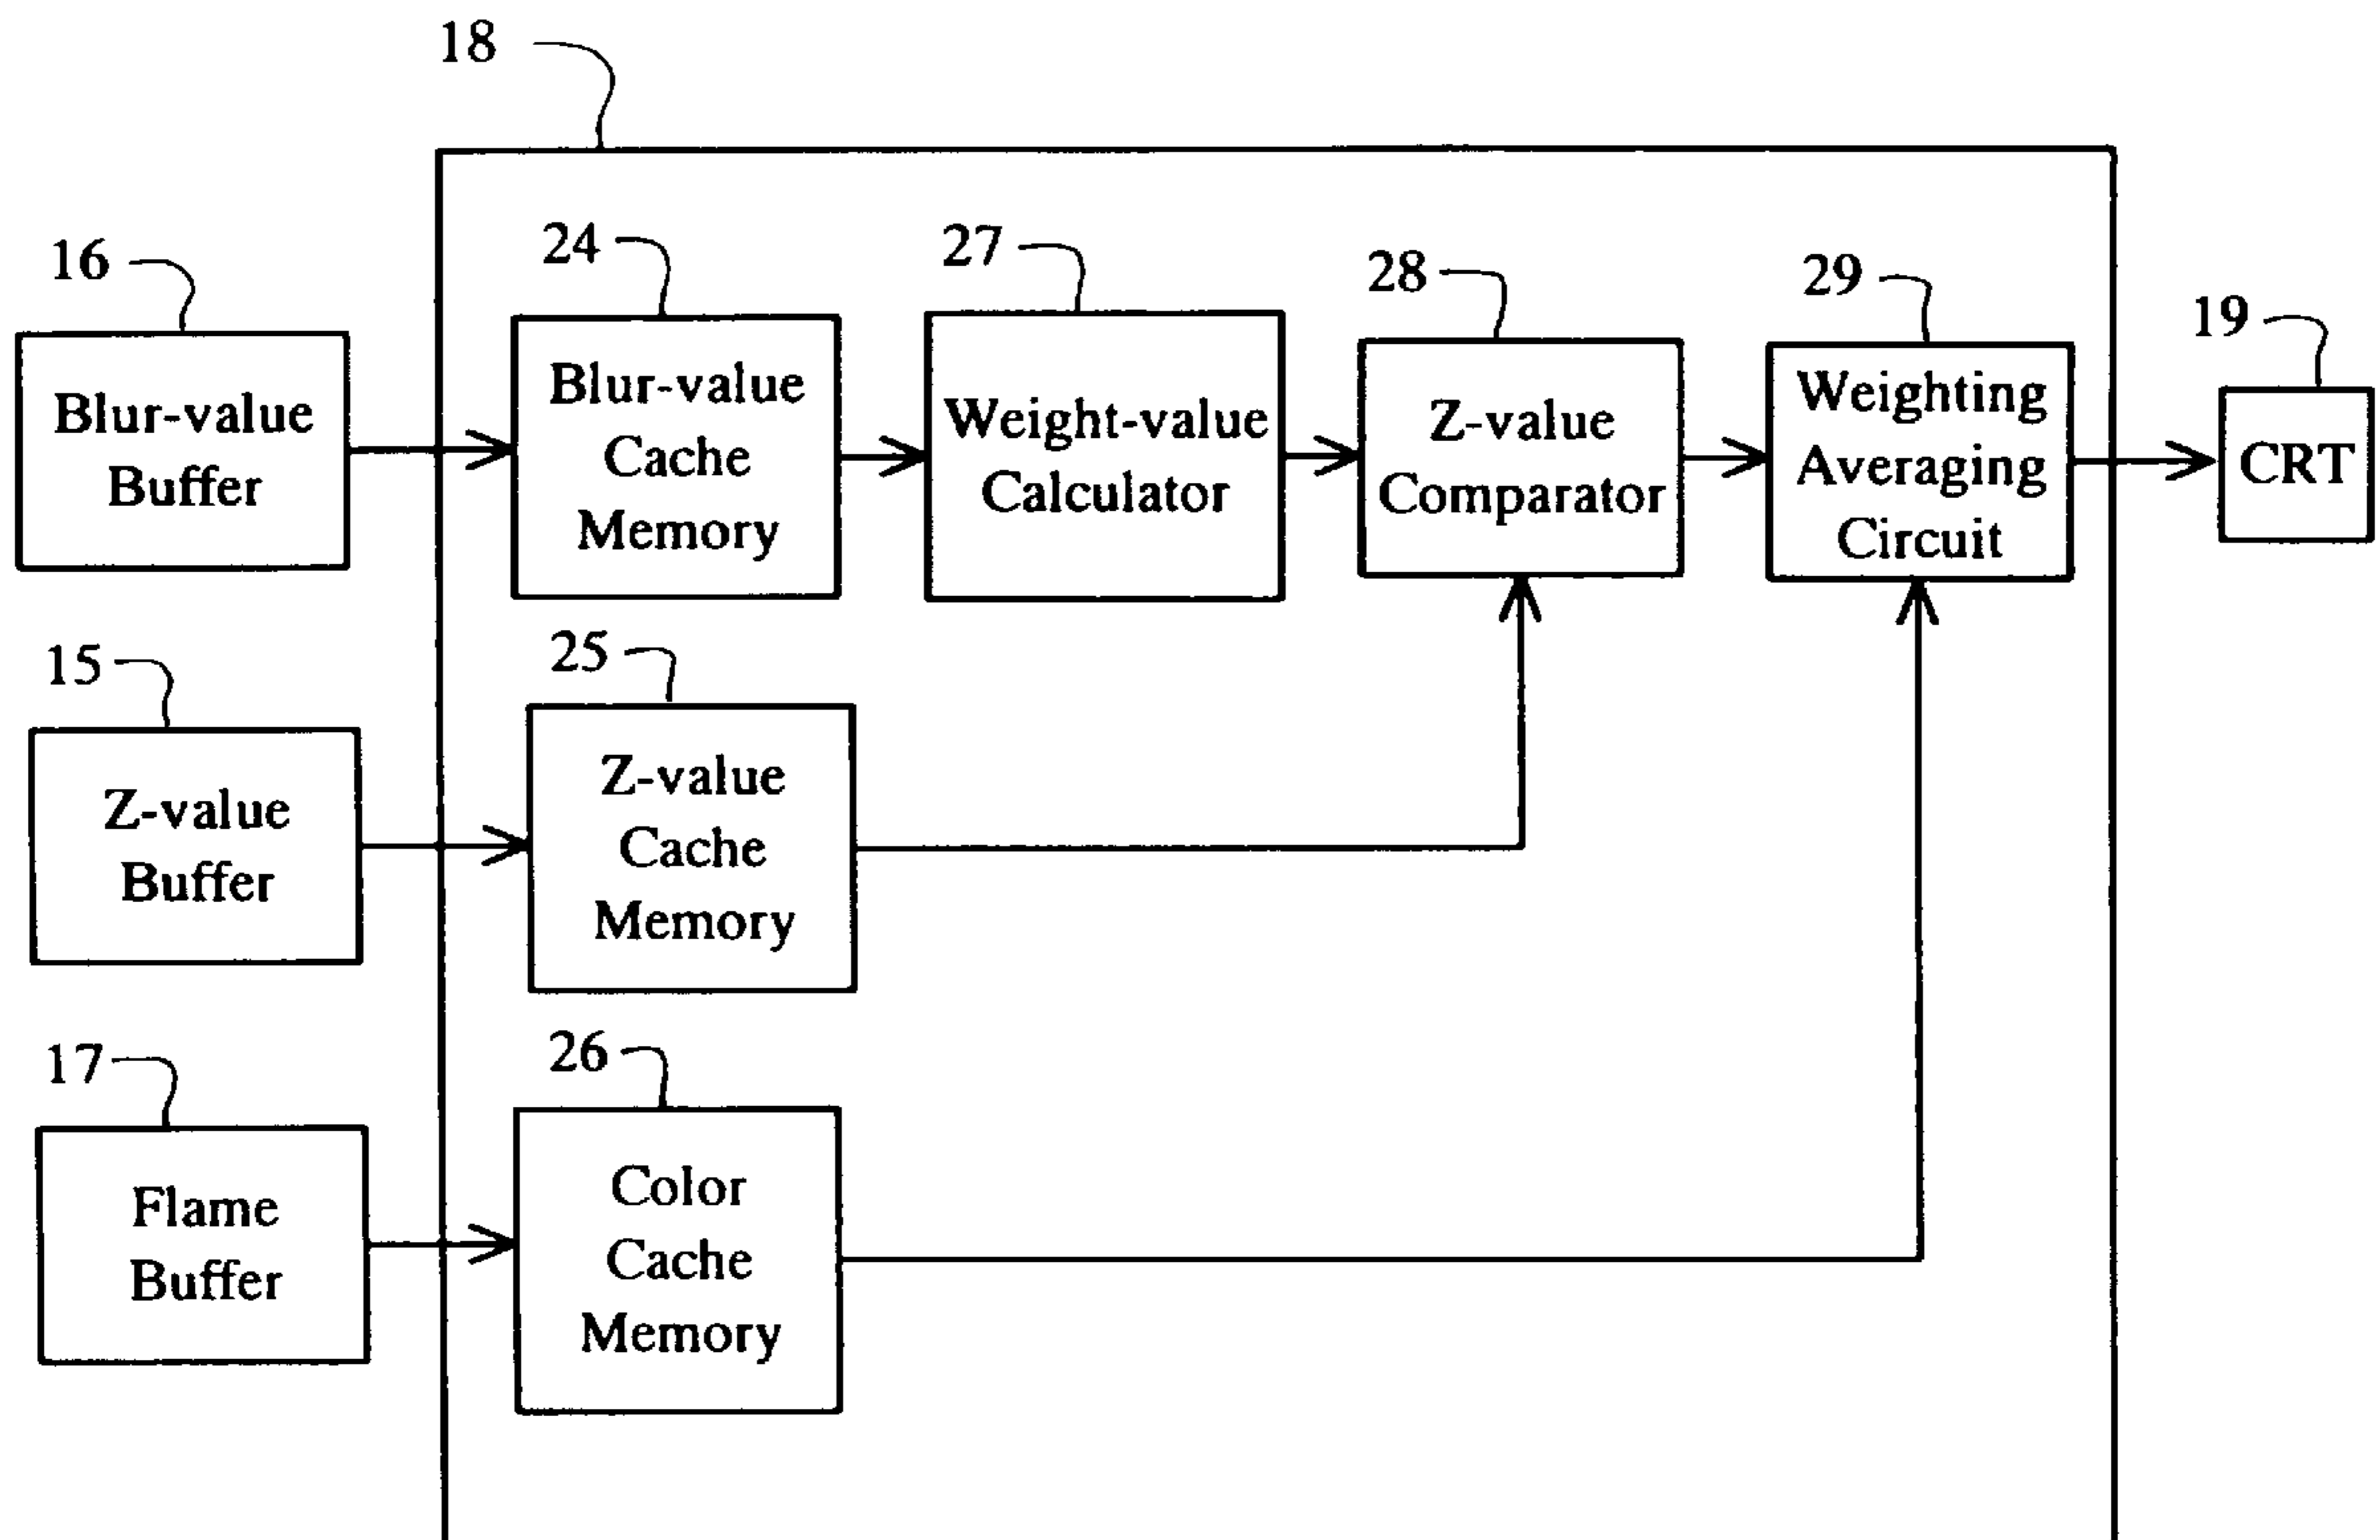 18
16
24
27
28
29
19
Blur-value
Buffer
Blur-value
Cache
Memory
Weight-value
Calculator
Z-value
Comparator
Weighting
Averaging
Circuit
CRT
15
25
Z-value
Buffer
Z-value
Cache
Memory
17
26
Flame
Buffer
Color
Cache
Memory